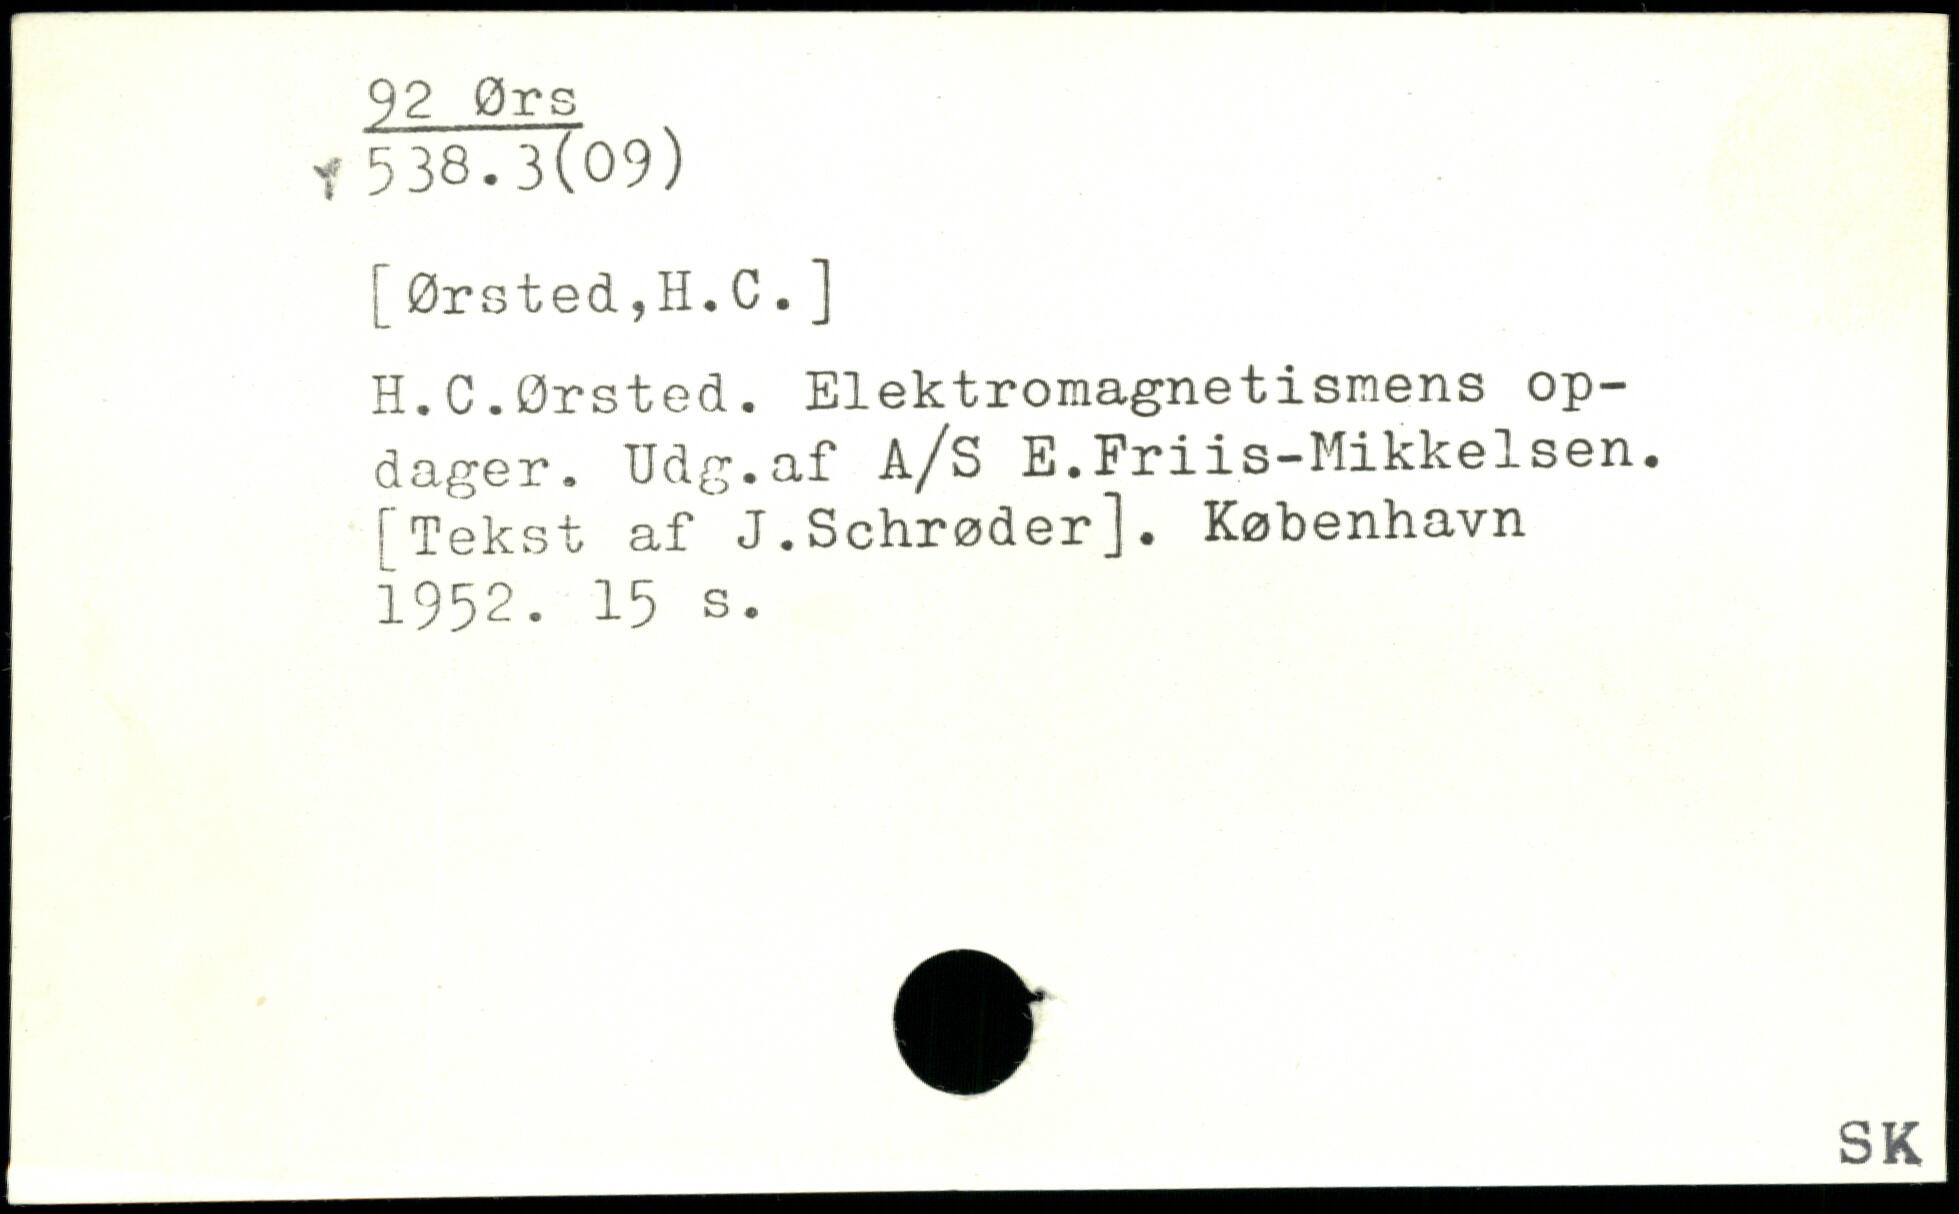 92 Ørs
538.3(09)
[Ørsted,H.C.]
H.C.Ørsted. Elektromagnetismens op-
dager. Udg.af A/S E.Friis-Mikkelsen.
[Tekst af J.Schrøder]. København
1952. 15 s.
SK